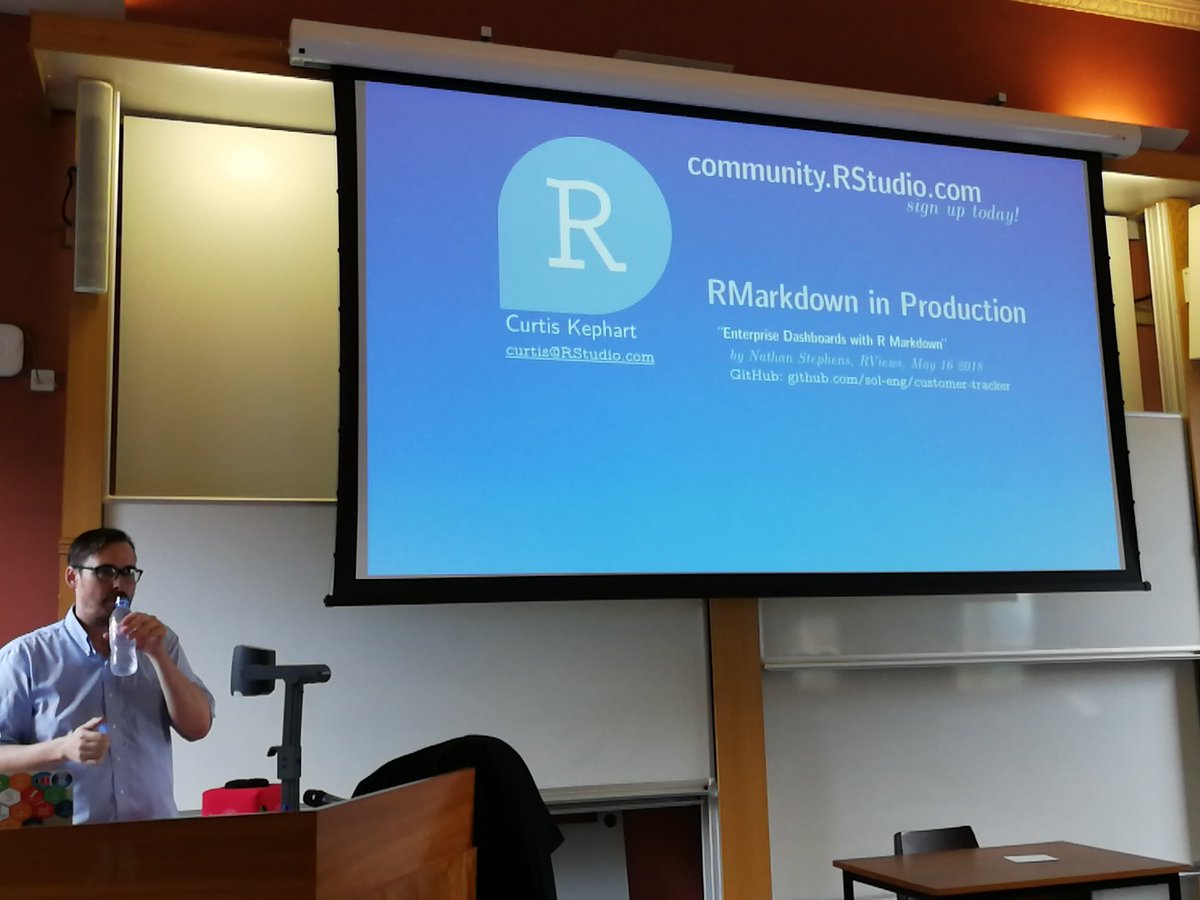 R
Curtis Kephart
curtis@RStudio.com
community.RStudio.com
sign up today!
RMarkdown in Production
"Enterprise Dashboards with R Markdown"
by Nathan Stephens, RViews, May 16 2018
GitHub: github.com/sol-eng/customer-tracker